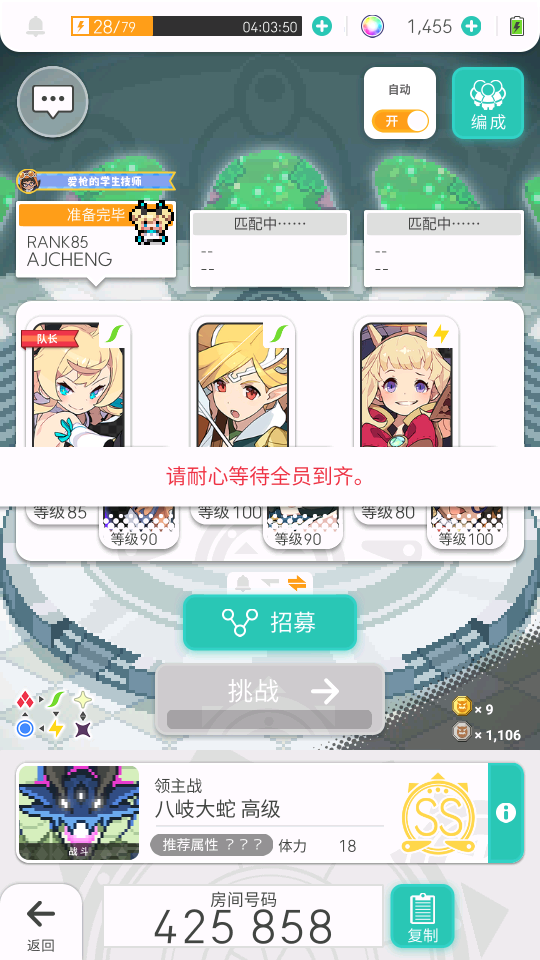 28/79
04:03:50
1,455
自动
开
编成
爱抢的学生技师
准备完毕
RANK85
AJCHENG
匹配中……
--
--
匹配中……
--
--
队长
请耐心等待全员到齐。
等级85
等级90
等级100
等级90
等级80
等级100
招募
挑战
× 9
× 1,106
领主战
八岐大蛇 高级
战斗
推荐属性 ？？？
体力 18
SS
房间号码
425 858
返回
复制